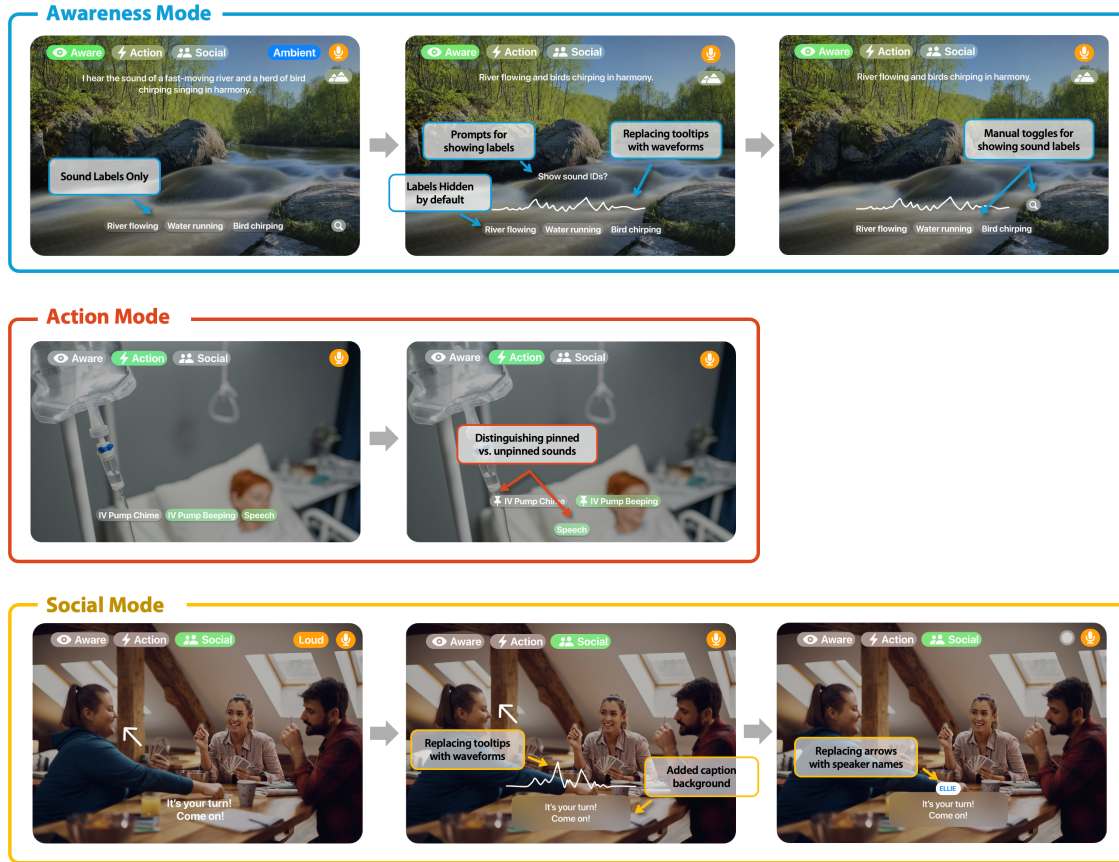 Awareness Mode
Aware Action Social Ambient
I hear the sound of a fast-moving river and a herd of bird
chirping singing in harmony.
Sound Labels Only
River flowing Water running Bird chirping
Aware Action Social
River flowing and birds chirping in harmony.
Prompts for
showing labels
Replacing tooltips
with waveforms
Show sound IDs?
Labels Hidden
by default
River flowing Water running Bird chirping
Aware Action Social
River flowing and birds chirping in harmony.
Manual toggles for
showing sound labels
River flowing Water running Bird chirping
Action Mode
Aware Action Social
IV Pump Chime IV Pump Beeping Speech
Aware Action Social
Distinguishing pinned
vs. unpinned sounds
IV Pump Chime IV Pump Beeping
Speech
Social Mode
Aware Action Social Loud
It's your turn!
Come on!
Aware Action Social
Replacing tooltips
with waveforms
Added caption
background
It's your turn!
Come on!
Aware Action Social
Replacing arrows
with speaker names
ELLIE
It's your turn!
Come on!